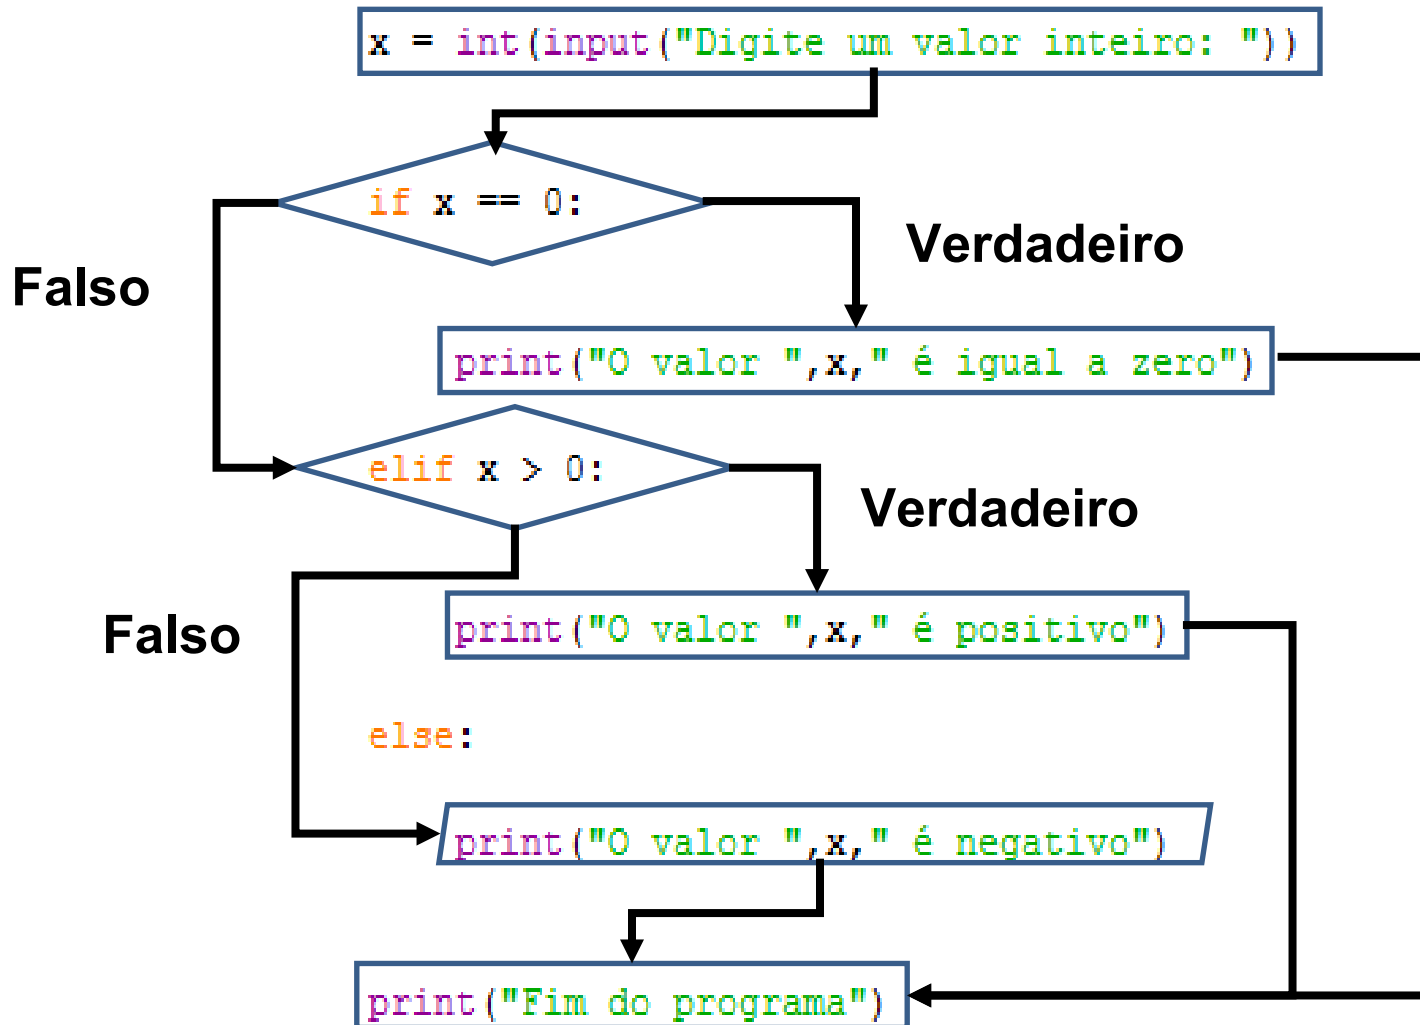 x = int(input("Digite um valor inteiro: "))
if x == 0:
Verdadeiro
Falso
print("O valor ",x," é igual a zero")
elif x > 0:
Verdadeiro
Falso
print("O valor ",x," é positivo")
else:
print("O valor ",x," é negativo")
print("Fim do programa")